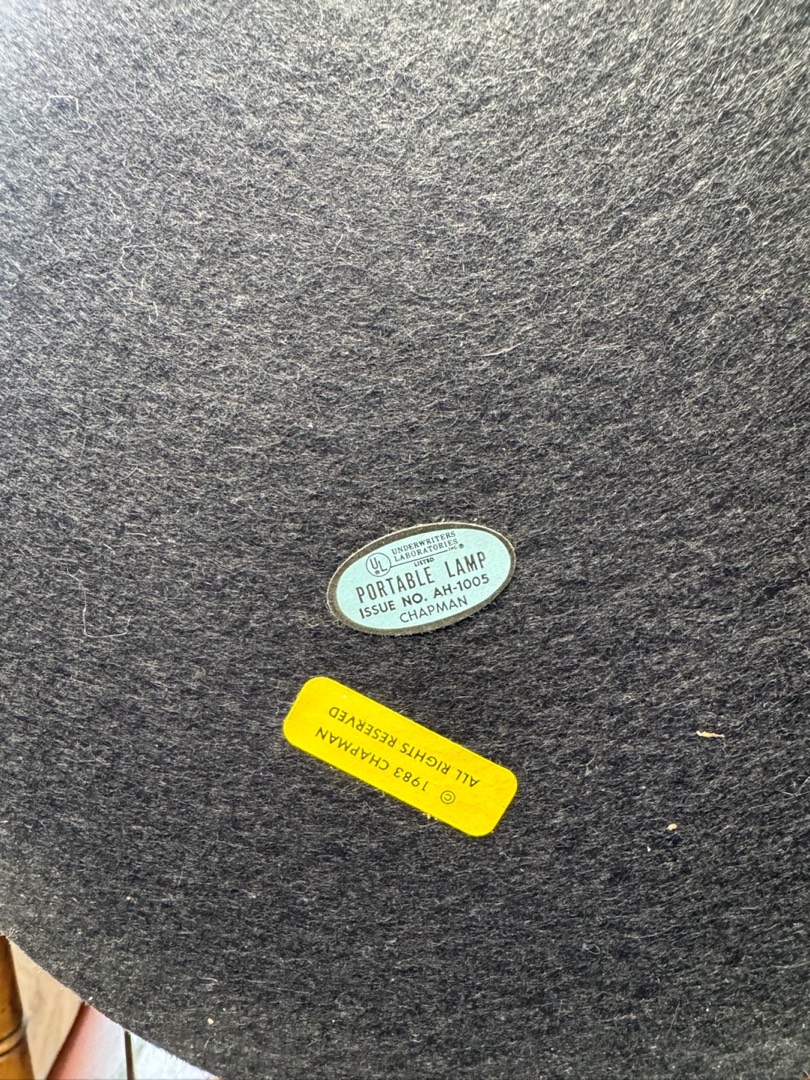 UL
UNDERWRITERS
LABORATORIES
INC.®
LISTED
PORTABLE LAMP
ISSUE NO. AH-1005
CHAPMAN
© 1983 CHAPMAN
ALL RIGHTS RESERVED